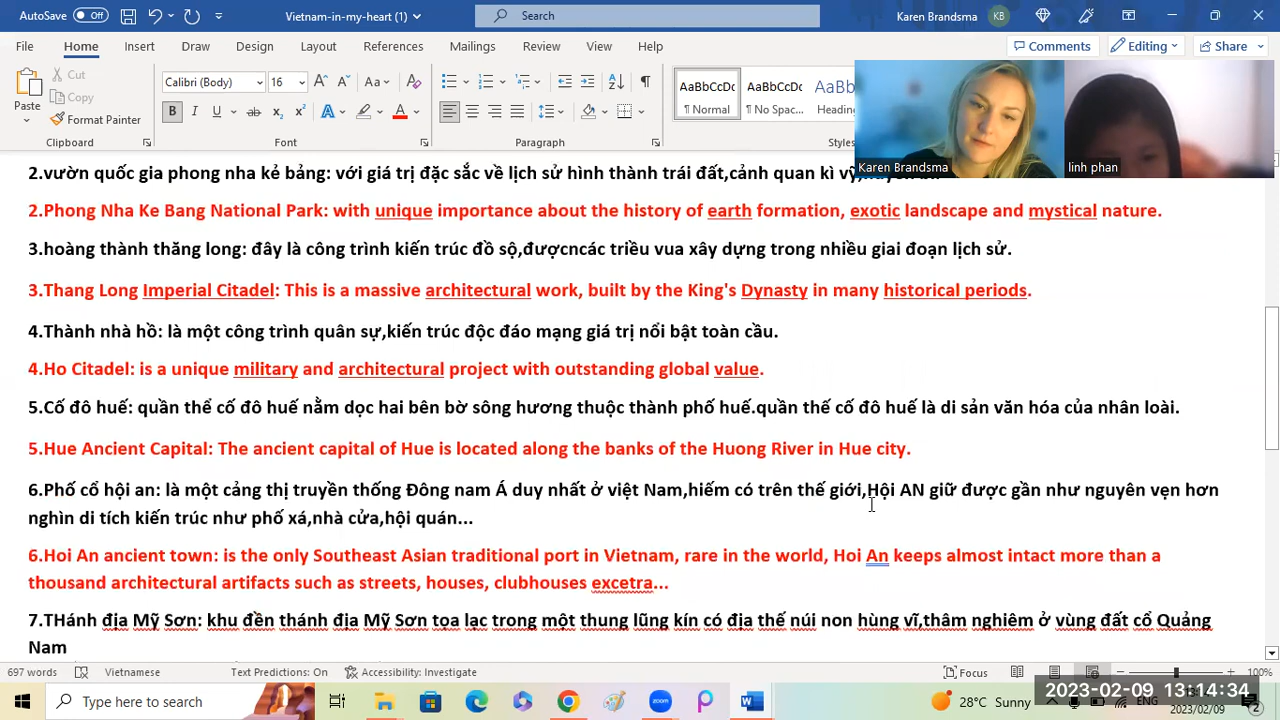 AutoSave Off Vietnam-my-heart (1) Search Karen Brandsma KB
File Home Insert Draw Design Layout References Mailings Review View Help Comments Editing Share
Paste Cut Copy Format Painter
Calibri (Body) 16 Aa
B I U ab x₂ x² A A
AaBbCcDc AaBbCcDc AaBbC
¶ Normal ¶ No Spac... Heading
Clipboard Font Paragraph Styles
Karen Brandsma linh phan
2.vườn quốc gia phong nha kẻ bảng: với giá trị đặc sắc về lịch sử hình thành trái đất,cảnh quan kì vỹ,
2.Phong Nha Ke Bang National Park: with unique importance about the history of earth formation, exotic landscape and mystical nature.
3.hoàng thành thăng long: đây là công trình kiến trúc đồ sộ,đượcncác triều vua xây dựng trong nhiều giai đoạn lịch sử.
3.Thang Long Imperial Citadel: This is a massive architectural work, built by the King's Dynasty in many historical periods.
4.Thành nhà hồ: là một công trình quân sự,kiến trúc độc đáo mạng giá trị nổi bật toàn cầu.
4.Ho Citadel: is a unique military and architectural project with outstanding global value.
5.Cố đô huế: quần thể cố đô huế nằm dọc hai bên bờ sông hương thuộc thành phố huế.quần thế cố đô huế là di sản văn hóa của nhân loài.
5.Hue Ancient Capital: The ancient capital of Hue is located along the banks of the Huong River in Hue city.
6.Phố cổ hội an: là một cảng thị truyền thống Đông nam Á duy nhất ở việt Nam,hiếm có trên thế giới,Hội AN giữ được gần như nguyên vẹn hơn
nghìn di tích kiến trúc như phố xá,nhà cửa,hội quán...
6.Hoi An ancient town: is the only Southeast Asian traditional port in Vietnam, rare in the world, Hoi An keeps almost intact more than a
thousand architectural artifacts such as streets, houses, clubhouses excetra...
7.THánh địa Mỹ Sơn: khu đền thánh địa Mỹ Sơn tọa lạc trong một thung lũng kín có địa thế núi non hùng vĩ,thâm nghiêm ở vùng đất cổ Quảng
Nam
697 words Vietnamese Text Predictions: On Accessibility: Investigate Focus 100%
Type here to search 28°C Sunny ENG 2023-02-09 13:14:34
2023/02/09 2